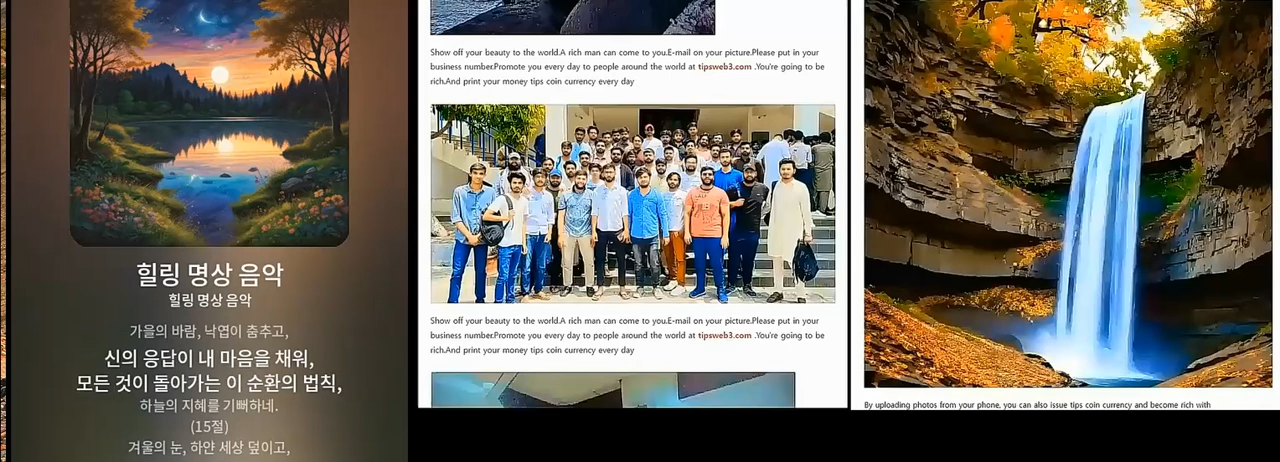 힐링 명상 음악
힐링 명상 음악
가을의 바람, 낙엽이 춤추고,
신의 응답이 내 마음을 채워,
모든 것이 돌아가는 이 순환의 법칙,
하늘의 지혜를 기뻐하네.
(15절)
겨울의 눈, 하얀 세상 덮이고,
Show off your beauty to the world.A rich man can come to you.E-mail on your picture.Please put in your
business number.Promote you every day to people around the world at tipsweb3.com .You're going to be
rich.And print your money tips coin currency every day
Show off your beauty to the world.A rich man can come to you.E-mail on your picture.Please put in your
business number.Promote you every day to people around the world at tipsweb3.com .You're going to be
rich.And print your money tips coin currency every day
By uploading photos from your phone, you can also issue tips coin currency and become rich with